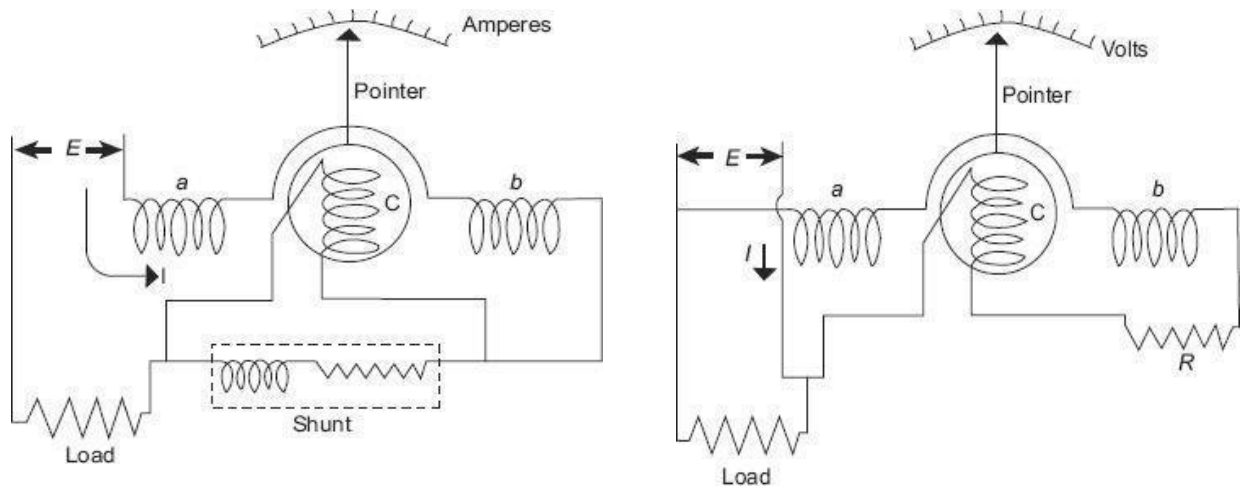 Amperes
Pointer
E
a
b
C
I
Shunt
Load
Volts
Pointer
E
a
b
C
I
R
Load